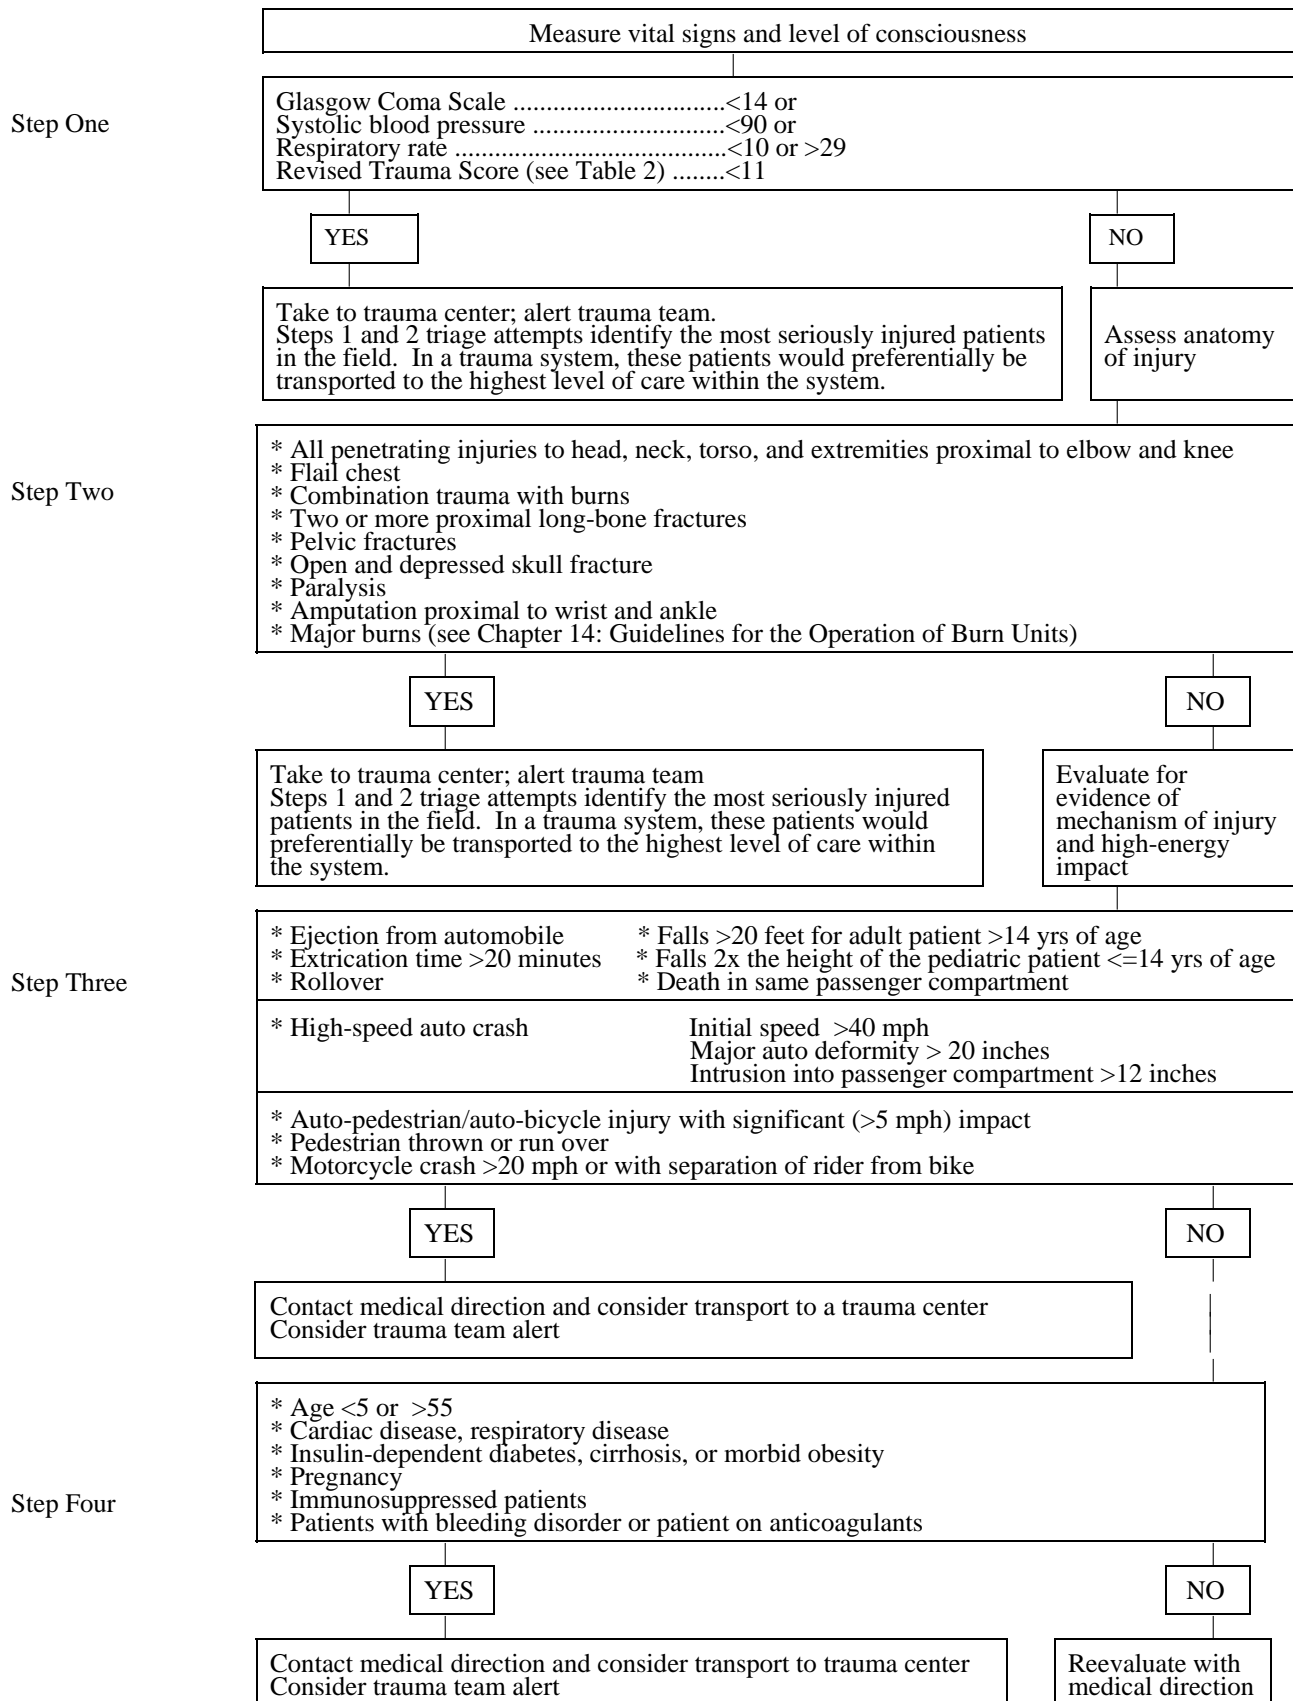 Measure vital signs and level of consciousness
Step One
Glasgow Coma Scale ................................<14 or
Systolic blood pressure .............................<90 or
Respiratory rate .........................................<10 or >29
Revised Trauma Score (see Table 2) ........<11
YES
NO
Take to trauma center; alert trauma team.
Steps 1 and 2 triage attempts identify the most seriously injured patients
in the field.  In a trauma system, these patients would preferentially be
transported to the highest level of care within the system.
Assess anatomy
of injury
Step Two
* All penetrating injuries to head, neck, torso, and extremities proximal to elbow and knee
* Flail chest
* Combination trauma with burns
* Two or more proximal long-bone fractures
* Pelvic fractures
* Open and depressed skull fracture
* Paralysis
* Amputation proximal to wrist and ankle
* Major burns (see Chapter 14: Guidelines for the Operation of Burn Units)
YES
NO
Take to trauma center; alert trauma team
Steps 1 and 2 triage attempts identify the most seriously injured
patients in the field.  In a trauma system, these patients would
preferentially be transported to the highest level of care within
the system.
Evaluate for
evidence of
mechanism of injury
and high-energy
impact
Step Three
* Ejection from automobile * Falls >20 feet for adult patient >14 yrs of age
* Extrication time >20 minutes * Falls 2x the height of the pediatric patient <=14 yrs of age
* Rollover * Death in same passenger compartment
* High-speed auto crash Initial speed  >40 mph
Major auto deformity > 20 inches
Intrusion into passenger compartment >12 inches
* Auto-pedestrian/auto-bicycle injury with significant (>5 mph) impact
* Pedestrian thrown or run over
* Motorcycle crash >20 mph or with separation of rider from bike
YES
NO
Contact medical direction and consider transport to a trauma center
Consider trauma team alert
Step Four
* Age <5 or  >55
* Cardiac disease, respiratory disease
* Insulin-dependent diabetes, cirrhosis, or morbid obesity
* Pregnancy
* Immunosuppressed patients
* Patients with bleeding disorder or patient on anticoagulants
YES
NO
Contact medical direction and consider transport to trauma center
Consider trauma team alert
Reevaluate with
medical direction